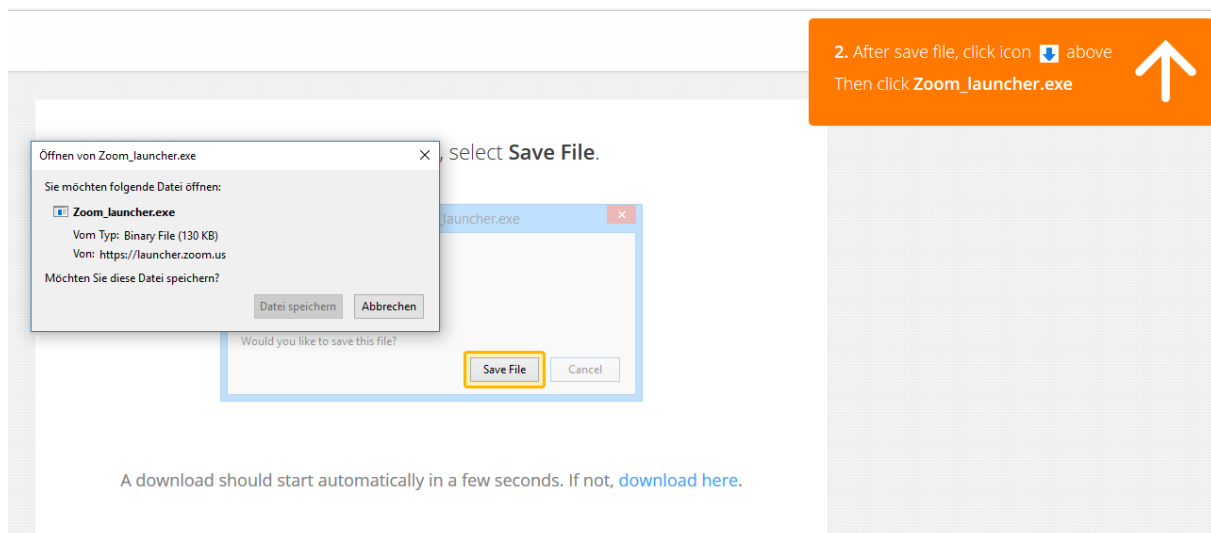 2. After save file, click icon above
Then click Zoom_launcher.exe
, select Save File.
Öffnen von Zoom_launcher.exe
Sie möchten folgende Datei öffnen:
Zoom_launcher.exe
Vom Typ: Binary File (130 KB)
Von: https://launcher.zoom.us
Möchten Sie diese Datei speichern?
Datei speichern Abbrechen
launcher.exe
Would you like to save this file?
Save File Cancel
A download should start automatically in a few seconds. If not, download here.